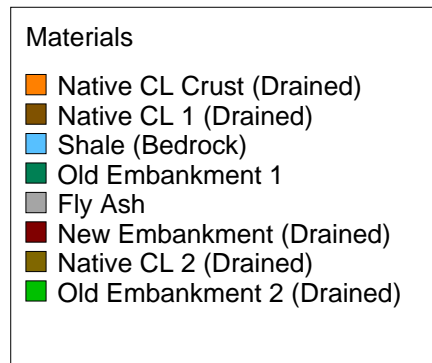 Materials
Native CL Crust (Drained)
Native CL 1 (Drained)
Shale (Bedrock)
Old Embankment 1
Fly Ash
New Embankment (Drained)
Native CL 2 (Drained)
Old Embankment 2 (Drained)